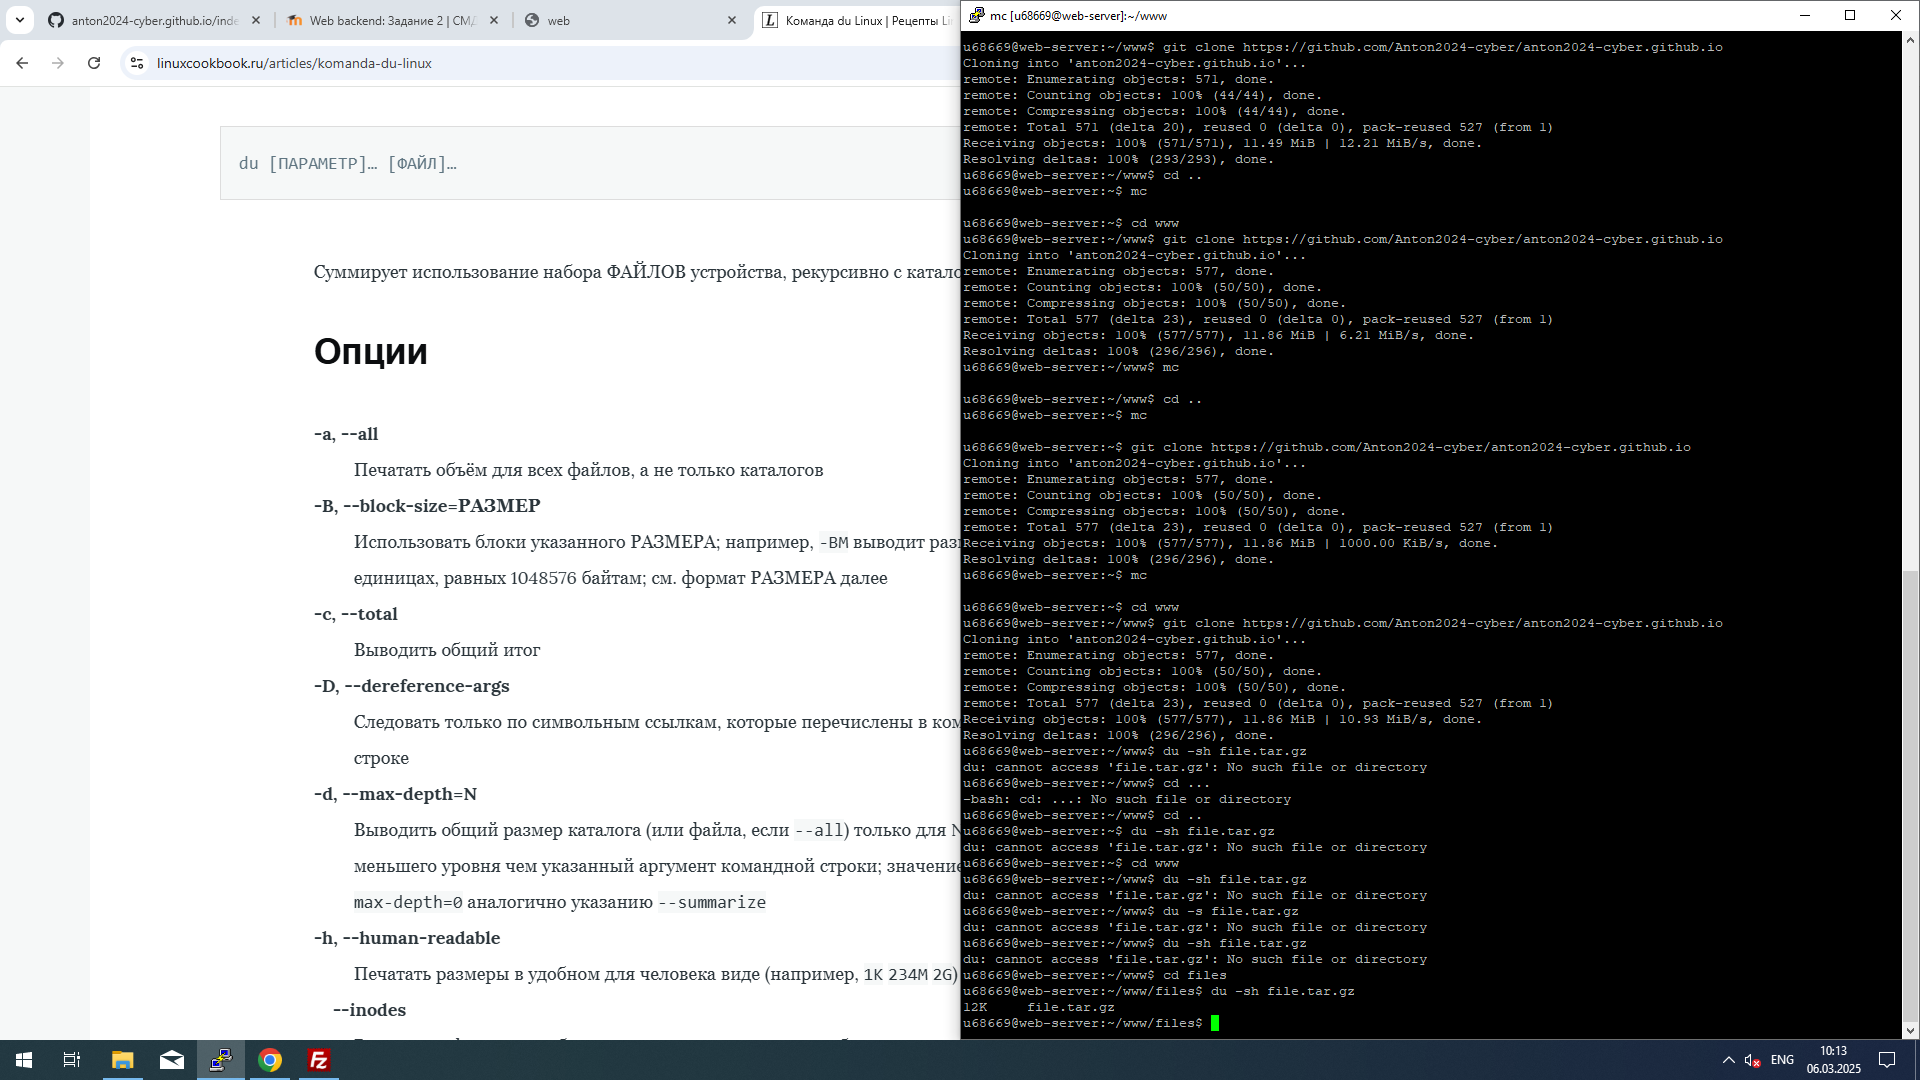 anton2024-cyber.github.io/inde
Web backend: Задание 2 | СМД
web
Команда du Linux | Рецепты Li
linuxcookbook.ru/articles/komanda-du-linux
du [ПАРАМЕТР]… [ФАЙЛ]…
Суммирует использование набора ФАЙЛОВ устройства, рекурсивно с катало
Опции
-a, --all
Печатать объём для всех файлов, а не только каталогов
-B, --block-size=РАЗМЕР
Использовать блоки указанного РАЗМЕРА; например, -BM выводит раз
единицах, равных 1048576 байтам; см. формат РАЗМЕРА далее
-c, --total
Выводить общий итог
-D, --dereference-args
Следовать только по символьным ссылкам, которые перечислены в ком
строке
-d, --max-depth=N
Выводить общий размер каталога (или файла, если --all) только для N
меньшего уровня чем указанный аргумент командной строки; значение
max-depth=0 аналогично указанию --summarize
-h, --human-readable
Печатать размеры в удобном для человека виде (например, 1K 234M 2G)
--inodes
mc [u68669@web-server]:~/www
u68669@web-server:~/www$ git clone https://github.com/Anton2024-cyber/anton2024-cyber.github.io
Cloning into 'anton2024-cyber.github.io'...
remote: Enumerating objects: 571, done.
remote: Counting objects: 100% (44/44), done.
remote: Compressing objects: 100% (44/44), done.
remote: Total 571 (delta 20), reused 0 (delta 0), pack-reused 527 (from 1)
Receiving objects: 100% (571/571), 11.49 MiB | 12.21 MiB/s, done.
Resolving deltas: 100% (293/293), done.
u68669@web-server:~/www$ cd ..
u68669@web-server:~$ mc
u68669@web-server:~$ cd www
u68669@web-server:~/www$ git clone https://github.com/Anton2024-cyber/anton2024-cyber.github.io
Cloning into 'anton2024-cyber.github.io'...
remote: Enumerating objects: 577, done.
remote: Counting objects: 100% (50/50), done.
remote: Compressing objects: 100% (50/50), done.
remote: Total 577 (delta 23), reused 0 (delta 0), pack-reused 527 (from 1)
Receiving objects: 100% (577/577), 11.86 MiB | 6.21 MiB/s, done.
Resolving deltas: 100% (296/296), done.
u68669@web-server:~/www$ mc
u68669@web-server:~/www$ cd ..
u68669@web-server:~$ mc
u68669@web-server:~$ git clone https://github.com/Anton2024-cyber/anton2024-cyber.github.io
Cloning into 'anton2024-cyber.github.io'...
remote: Enumerating objects: 577, done.
remote: Counting objects: 100% (50/50), done.
remote: Compressing objects: 100% (50/50), done.
remote: Total 577 (delta 23), reused 0 (delta 0), pack-reused 527 (from 1)
Receiving objects: 100% (577/577), 11.86 MiB | 1000.00 KiB/s, done.
Resolving deltas: 100% (296/296), done.
u68669@web-server:~$ mc
u68669@web-server:~$ cd www
u68669@web-server:~/www$ git clone https://github.com/Anton2024-cyber/anton2024-cyber.github.io
Cloning into 'anton2024-cyber.github.io'...
remote: Enumerating objects: 577, done.
remote: Counting objects: 100% (50/50), done.
remote: Compressing objects: 100% (50/50), done.
remote: Total 577 (delta 23), reused 0 (delta 0), pack-reused 527 (from 1)
Receiving objects: 100% (577/577), 11.86 MiB | 10.93 MiB/s, done.
Resolving deltas: 100% (296/296), done.
u68669@web-server:~/www$ du -sh file.tar.gz
du: cannot access 'file.tar.gz': No such file or directory
u68669@web-server:~/www$ cd ...
-bash: cd: ...: No such file or directory
u68669@web-server:~/www$ cd ..
u68669@web-server:~$ du -sh file.tar.gz
du: cannot access 'file.tar.gz': No such file or directory
u68669@web-server:~$ cd www
u68669@web-server:~/www$ du -sh file.tar.gz
du: cannot access 'file.tar.gz': No such file or directory
u68669@web-server:~/www$ du -s file.tar.gz
du: cannot access 'file.tar.gz': No such file or directory
u68669@web-server:~/www$ du -sh file.tar.gz
du: cannot access 'file.tar.gz': No such file or directory
u68669@web-server:~/www$ cd files
u68669@web-server:~/www/files$ du -sh file.tar.gz
12K file.tar.gz
u68669@web-server:~/www/files$
ENG
10:13
06.03.2025